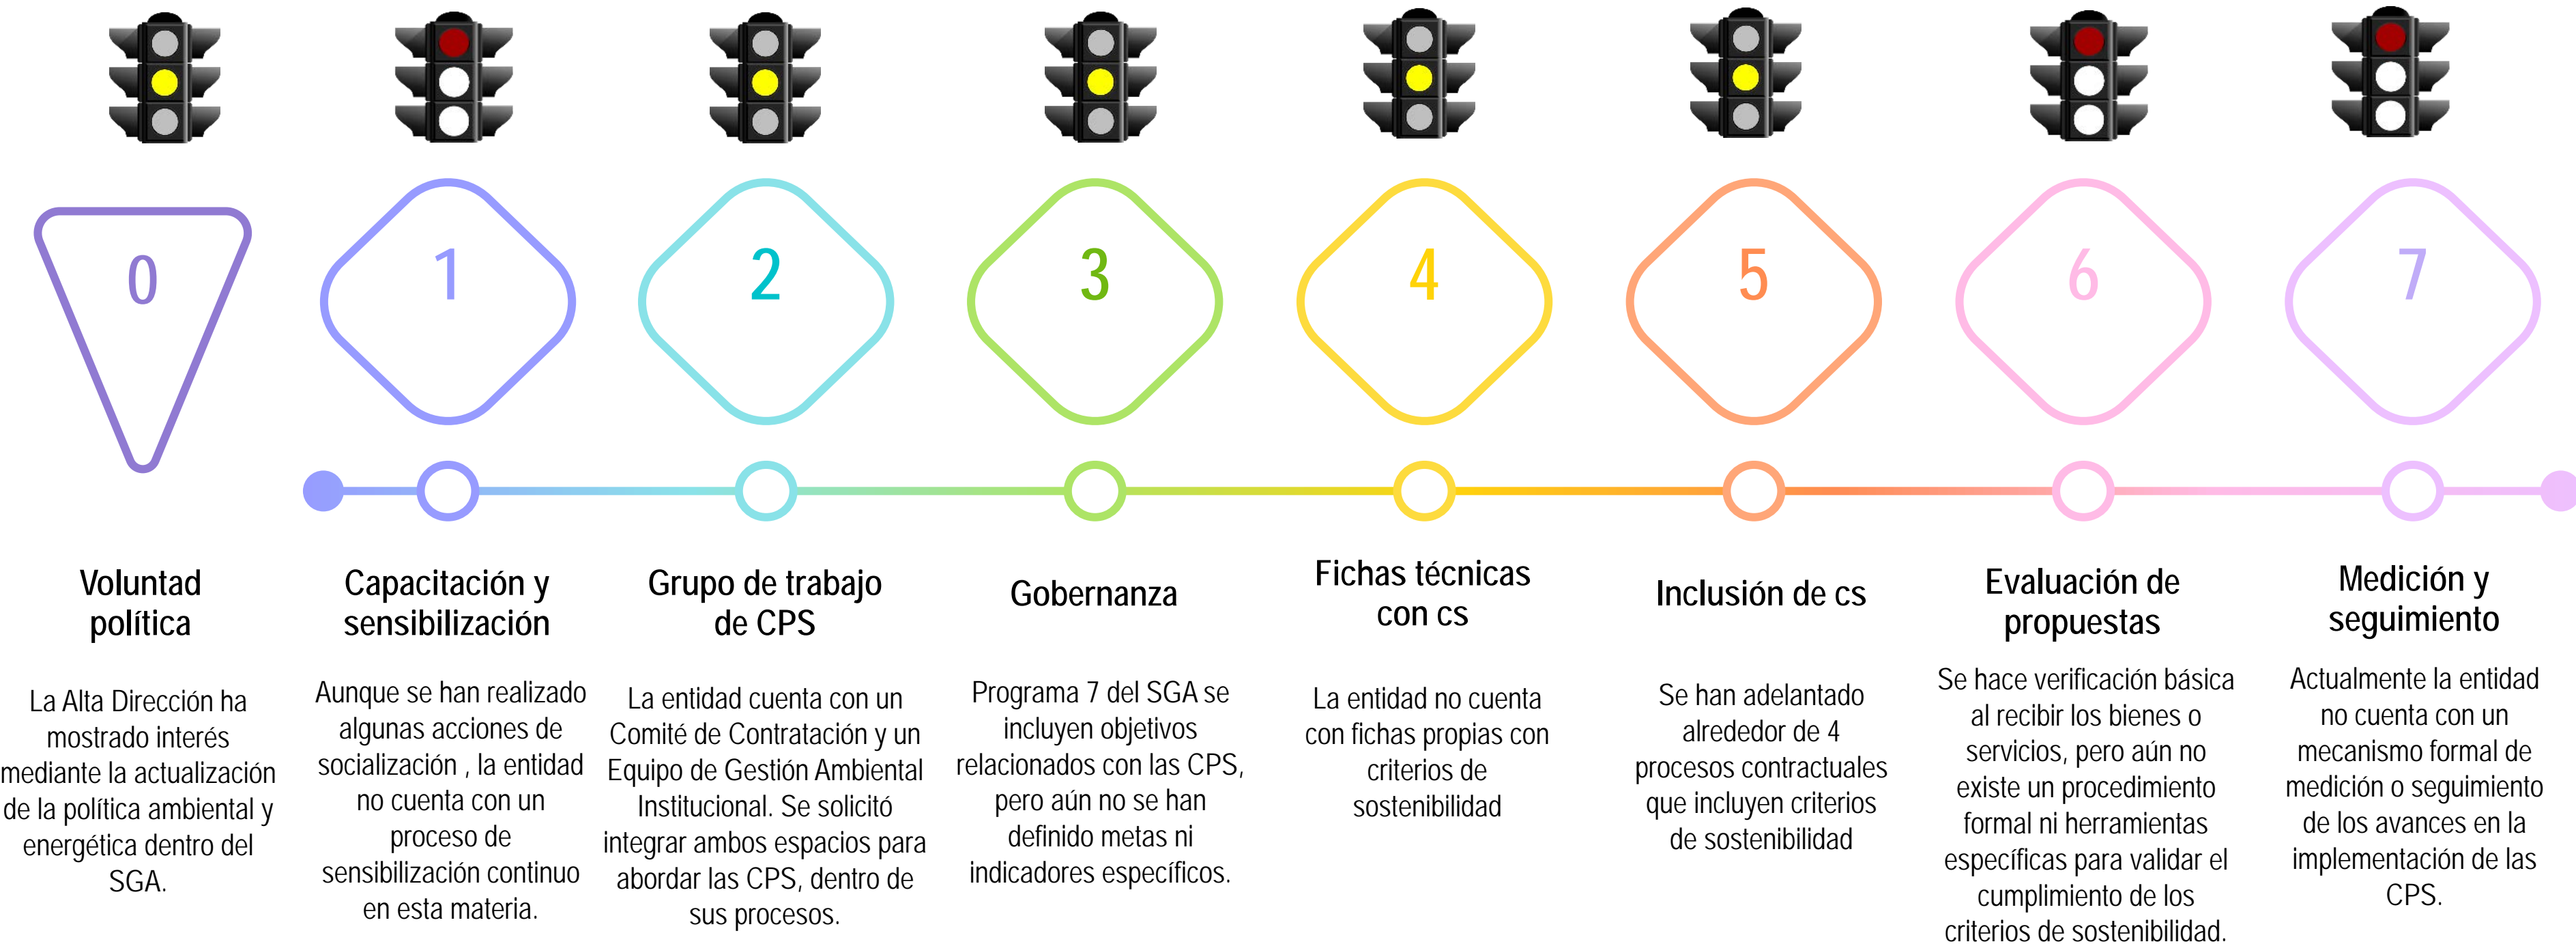 0
1
2
3
4
5
6
7
Voluntad
política
La Alta Dirección ha
mostrado interés
mediante la actualización
de la política ambiental y
energética dentro del
SGA.
Capacitación y
sensibilización
Aunque se han realizado
algunas acciones de
socialización , la entidad
no cuenta con un
proceso de
sensibilización continuo
en esta materia.
Grupo de trabajo
de CPS
La entidad cuenta con un
Comité de Contratación y un
Equipo de Gestión Ambiental
Institucional. Se solicitó
integrar ambos espacios para
abordar las CPS, dentro de
sus procesos.
Gobernanza
Programa 7 del SGA se
incluyen objetivos
relacionados con las CPS,
pero aún no se han
definido metas ni
indicadores específicos.
Fichas técnicas
con cs
La entidad no cuenta
con fichas propias con
criterios de
sostenibilidad
Inclusión de cs
Se han adelantado
alrededor de 4
procesos contractuales
que incluyen criterios
de sostenibilidad
Evaluación de
propuestas
Se hace verificación básica
al recibir los bienes o
servicios, pero aún no
existe un procedimiento
formal ni herramientas
específicas para validar el
cumplimiento de los
criterios de sostenibilidad.
Medición y
seguimiento
Actualmente la entidad
no cuenta con un
mecanismo formal de
medición o seguimiento
de los avances en la
implementación de las
CPS.